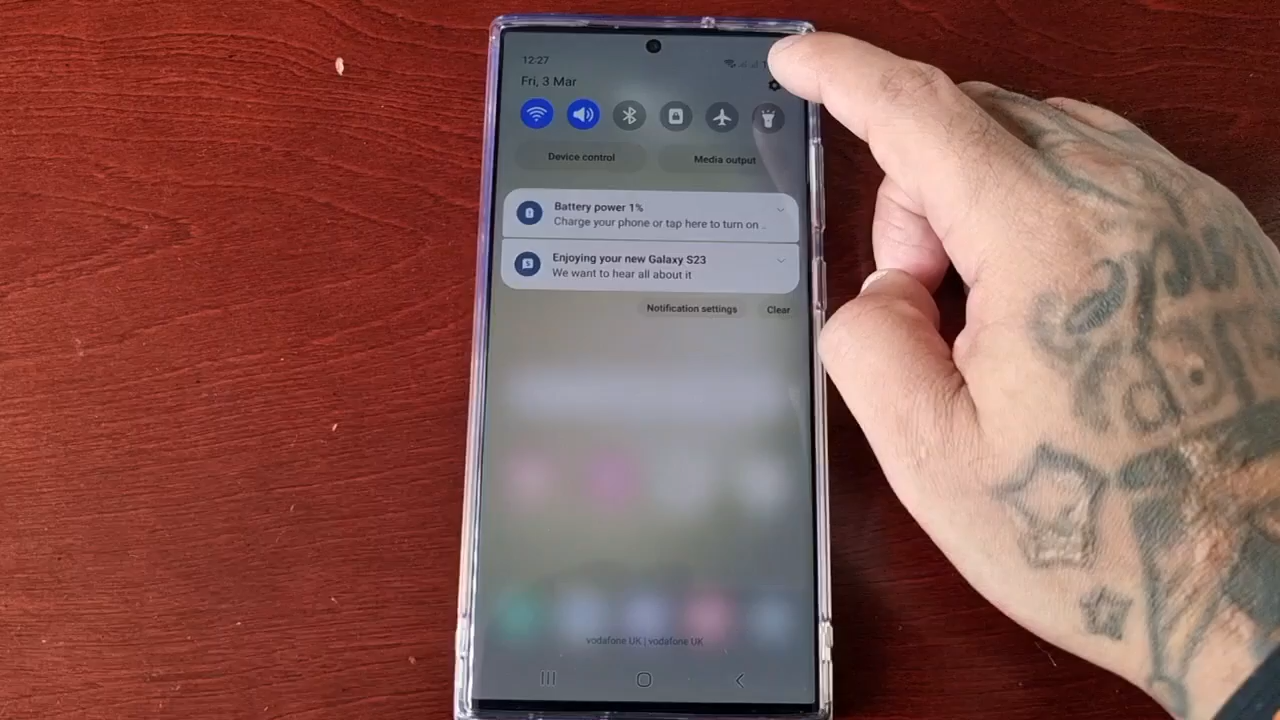 12:27
Fri, 3 Mar
Device control
Media output
Battery power 1%
Charge your phone or tap here to turn on ..
Enjoying your new Galaxy S23
We want to hear all about it
Notification settings
Clear
vodafone UK | vodafone UK